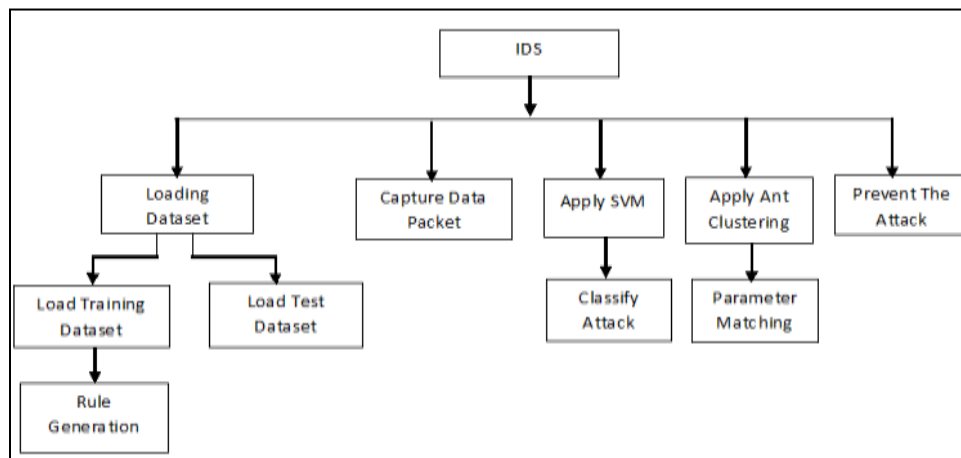 IDS
Loading
Dataset
Capture Data
Packet
Apply SVM
Apply Ant
Clustering
Prevent The
Attack
Load Training
Dataset
Load Test
Dataset
Classify
Attack
Parameter
Matching
Rule
Generation